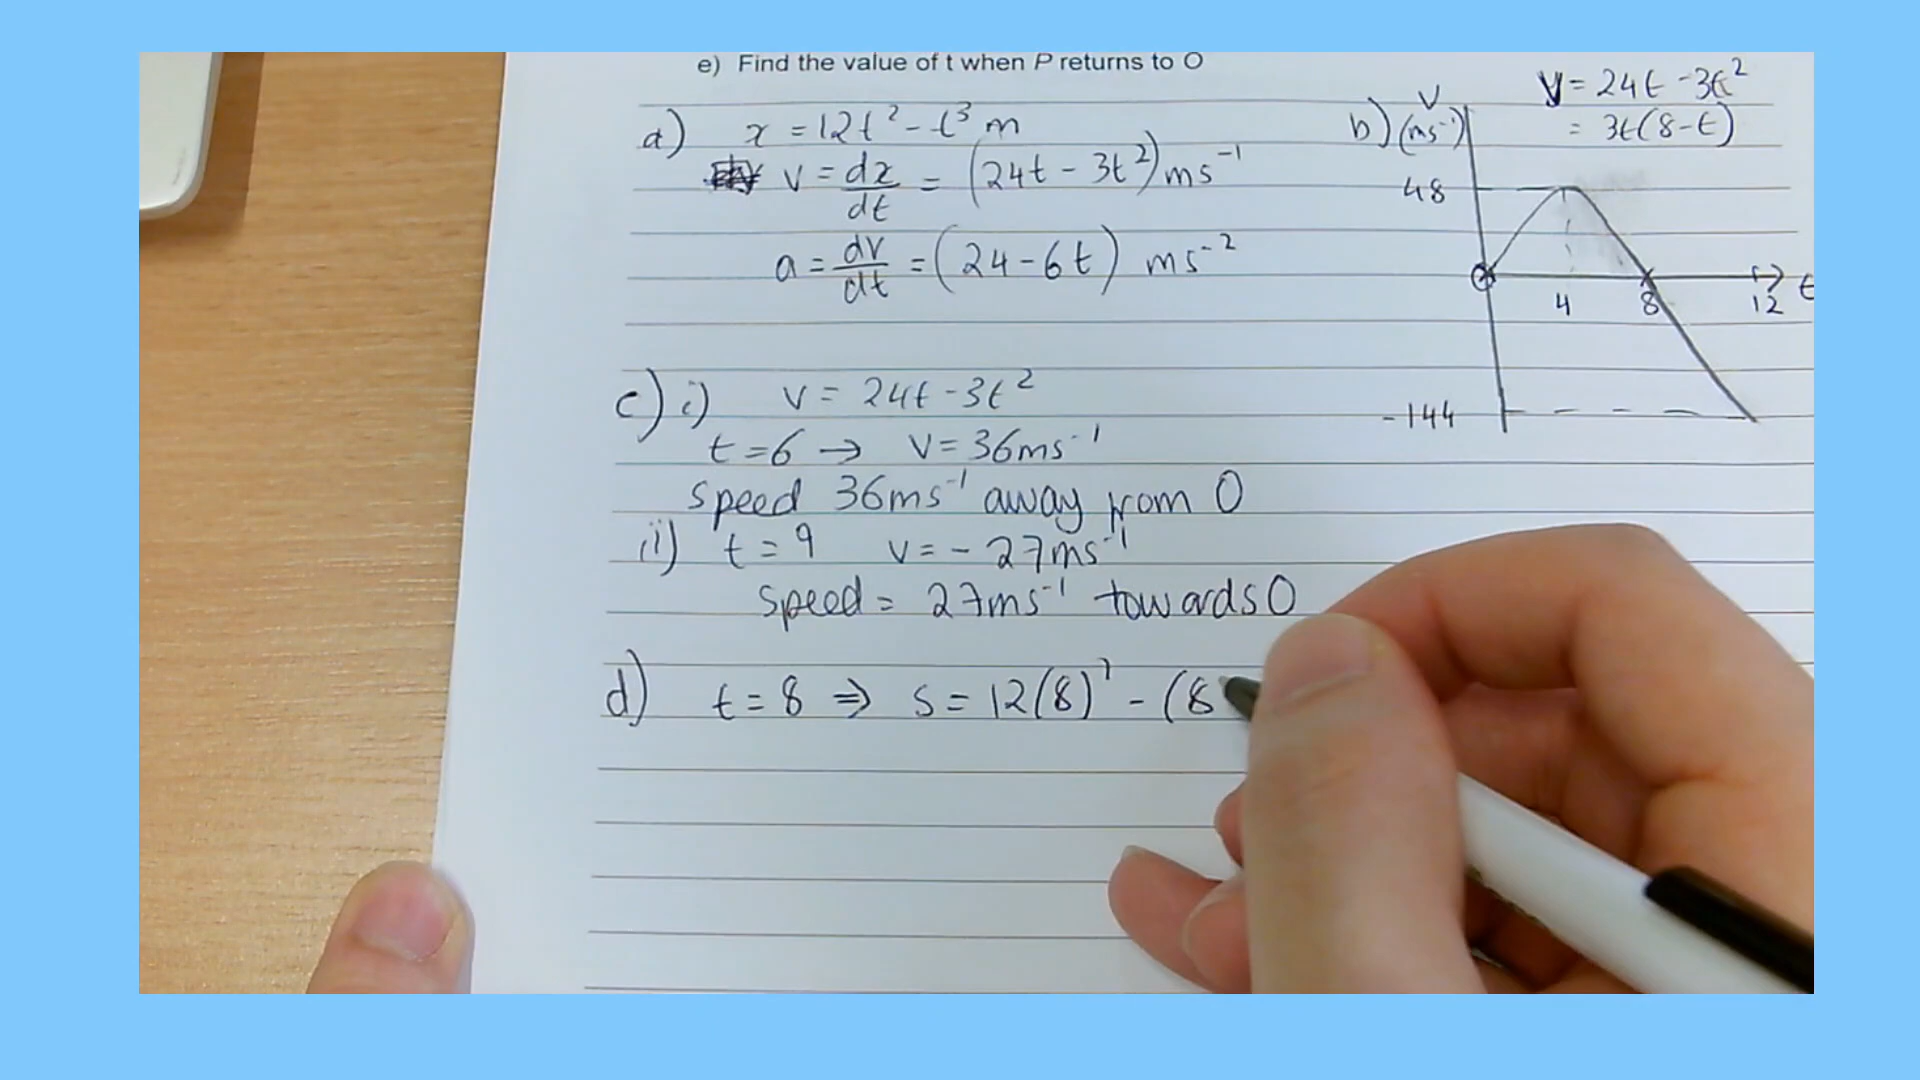 e) Find the value of t when P returns to O
a) x = 12t² - t³ m
v = dx/dt = (24t - 3t²) ms⁻¹
a = dv/dt = (24 - 6t) ms⁻²
b) v (ms⁻¹)
V = 24t - 3t²
= 3t(8-t)
48
4 8 12 t
-144
c) i) v = 24t - 3t²
t = 6 → v = 36ms⁻¹
speed 36ms⁻¹ away from O
ii) t = 9 v = - 27ms⁻¹
speed = 27ms⁻¹ towards O
d) t = 8 ⇒ s = 12(8)² - (8